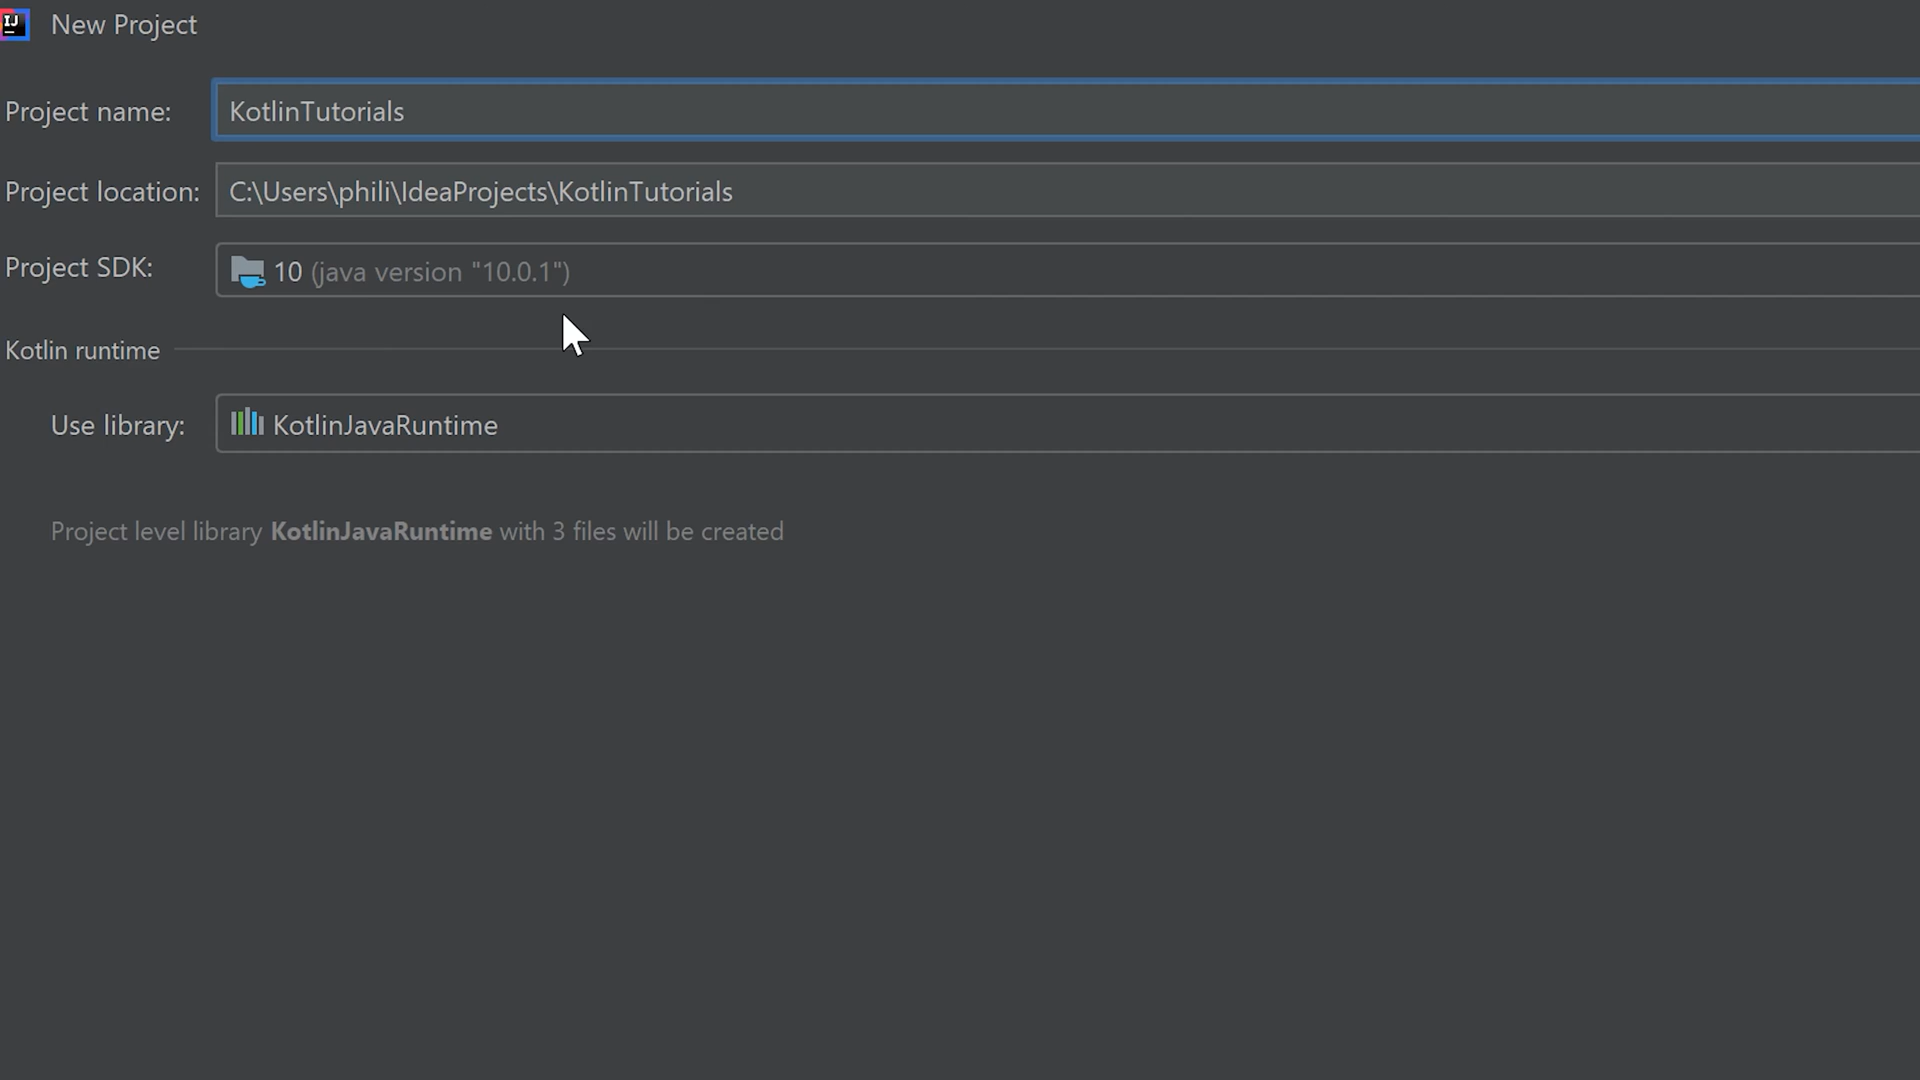 IJ
New Project
Project name: KotlinTutorials
Project location: C:\Users\phili\IdeaProjects\KotlinTutorials
Project SDK: 10 (java version "10.0.1")
Kotlin runtime
Use library: KotlinJavaRuntime
Project level library KotlinJavaRuntime with 3 files will be created